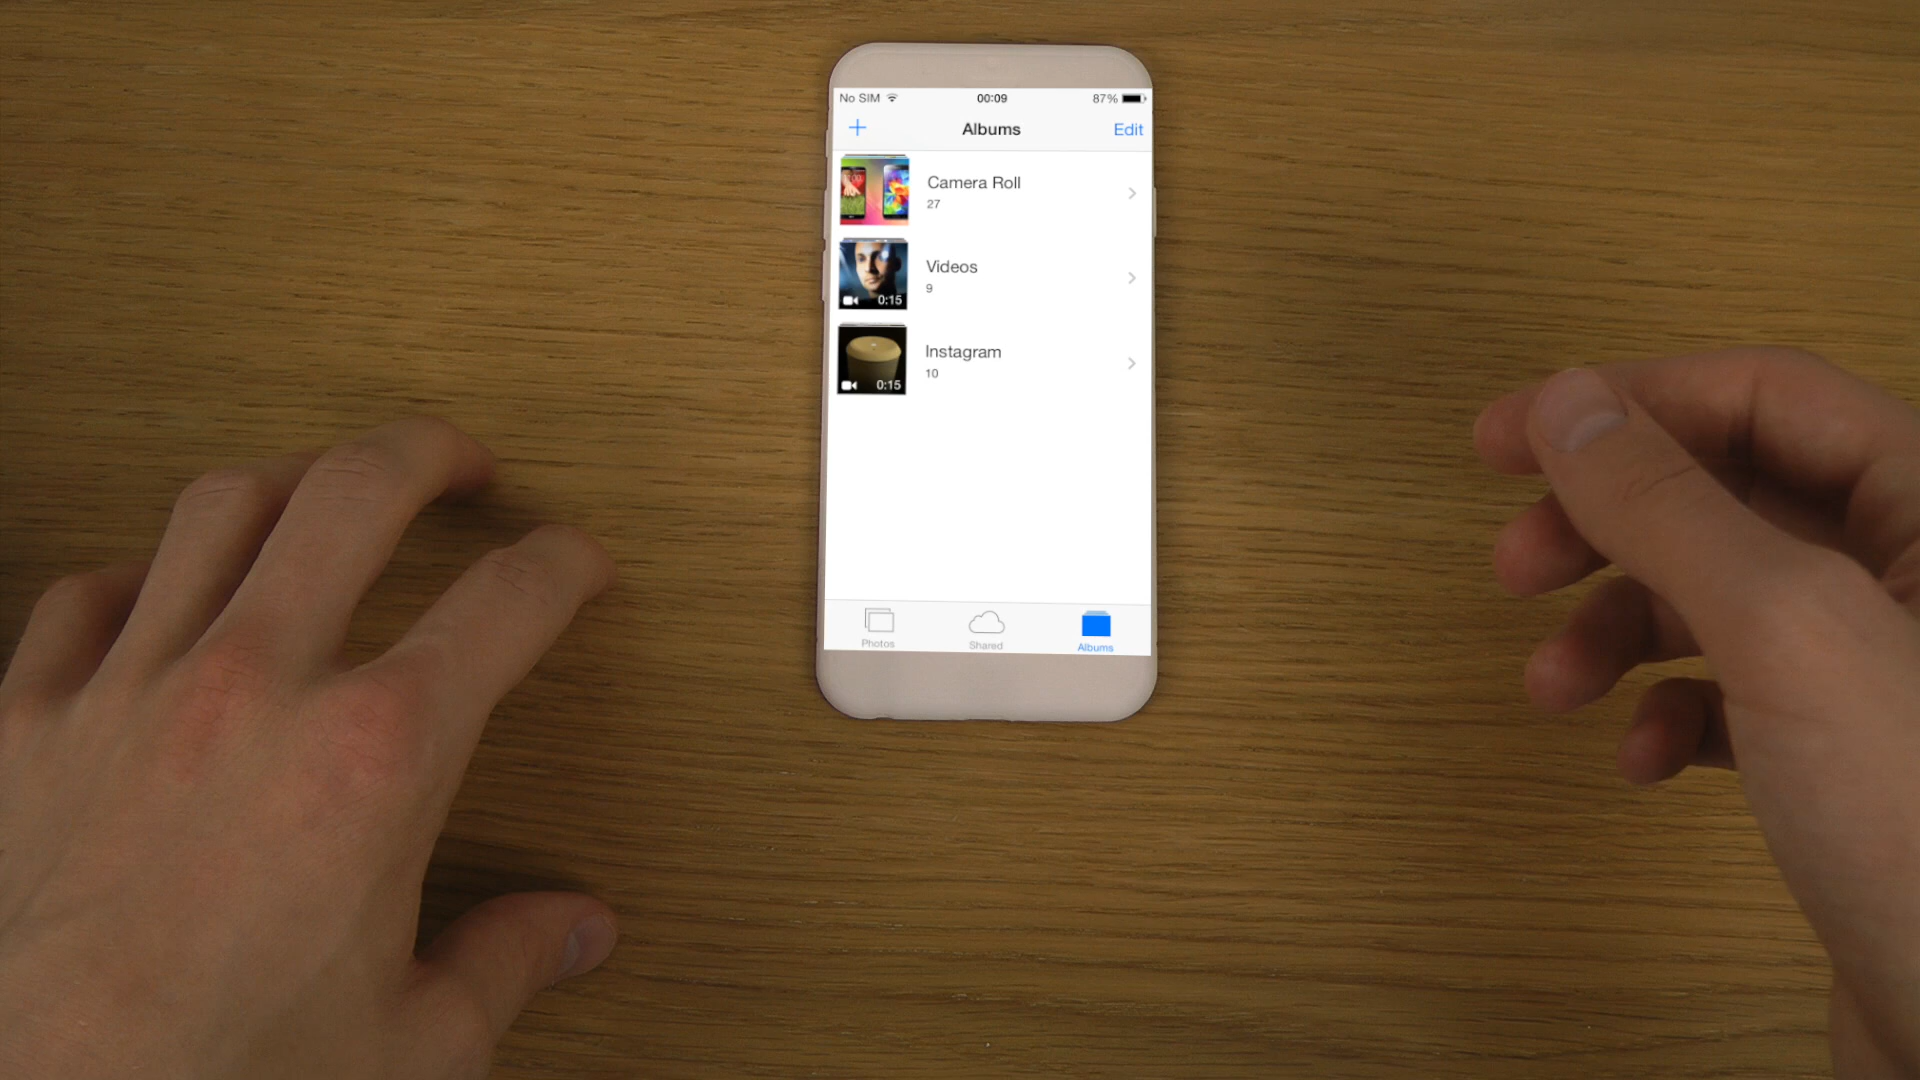 No SIM 00:09 87%
+ Albums Edit
Camera Roll
27
Videos
9
0:15
Instagram
10
0:15
Photos Shared Albums